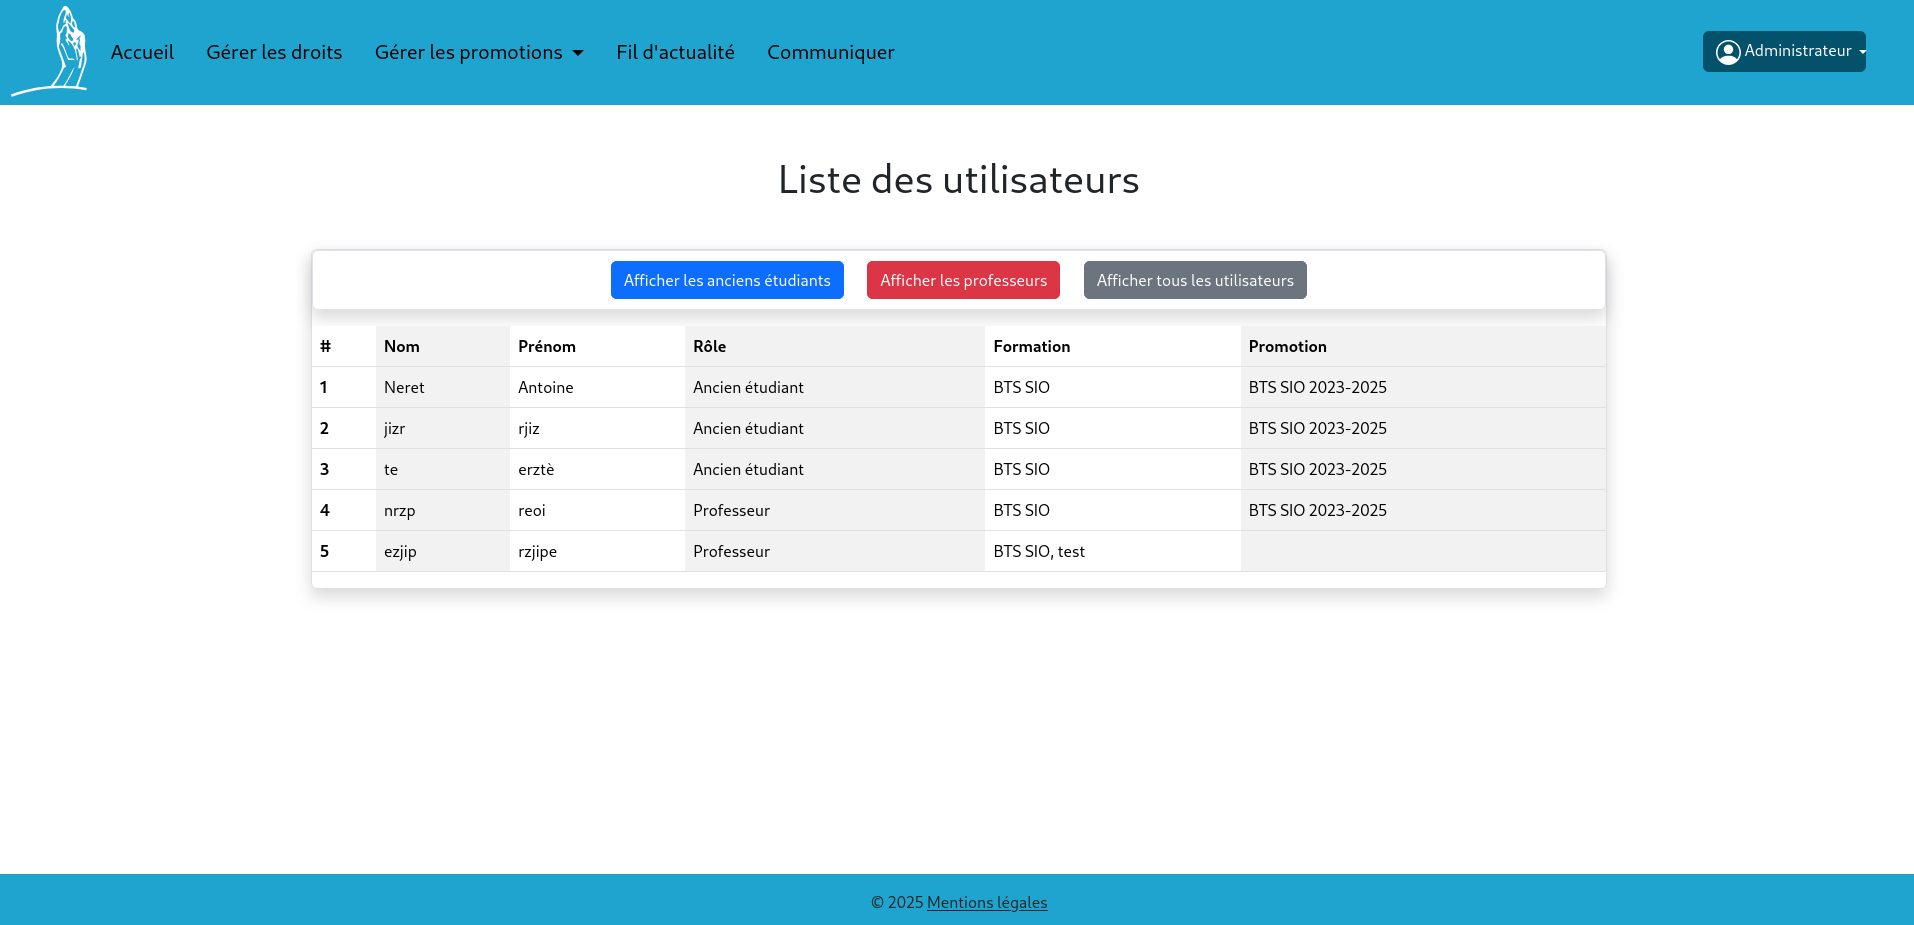 Accueil Gérer les droits Gérer les promotions Fil d'actualité Communiquer Administrateur
Liste des utilisateurs
Afficher les anciens étudiants Afficher les professeurs Afficher tous les utilisateurs
# Nom Prénom Rôle Formation Promotion
1 Neret Antoine Ancien étudiant BTS SIO BTS SIO 2023-2025
2 jizr rjiz Ancien étudiant BTS SIO BTS SIO 2023-2025
3 te erztè Ancien étudiant BTS SIO BTS SIO 2023-2025
4 nrzp reoi Professeur BTS SIO BTS SIO 2023-2025
5 ezjip rzjipe Professeur BTS SIO, test
© 2025 Mentions légales